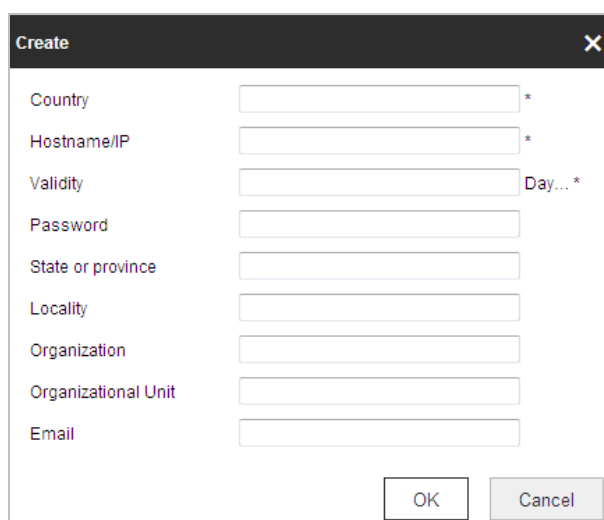 Create
Country *
Hostname/IP *
Validity Day... *
Password
State or province
Locality
Organization
Organizational Unit
Email
OK Cancel